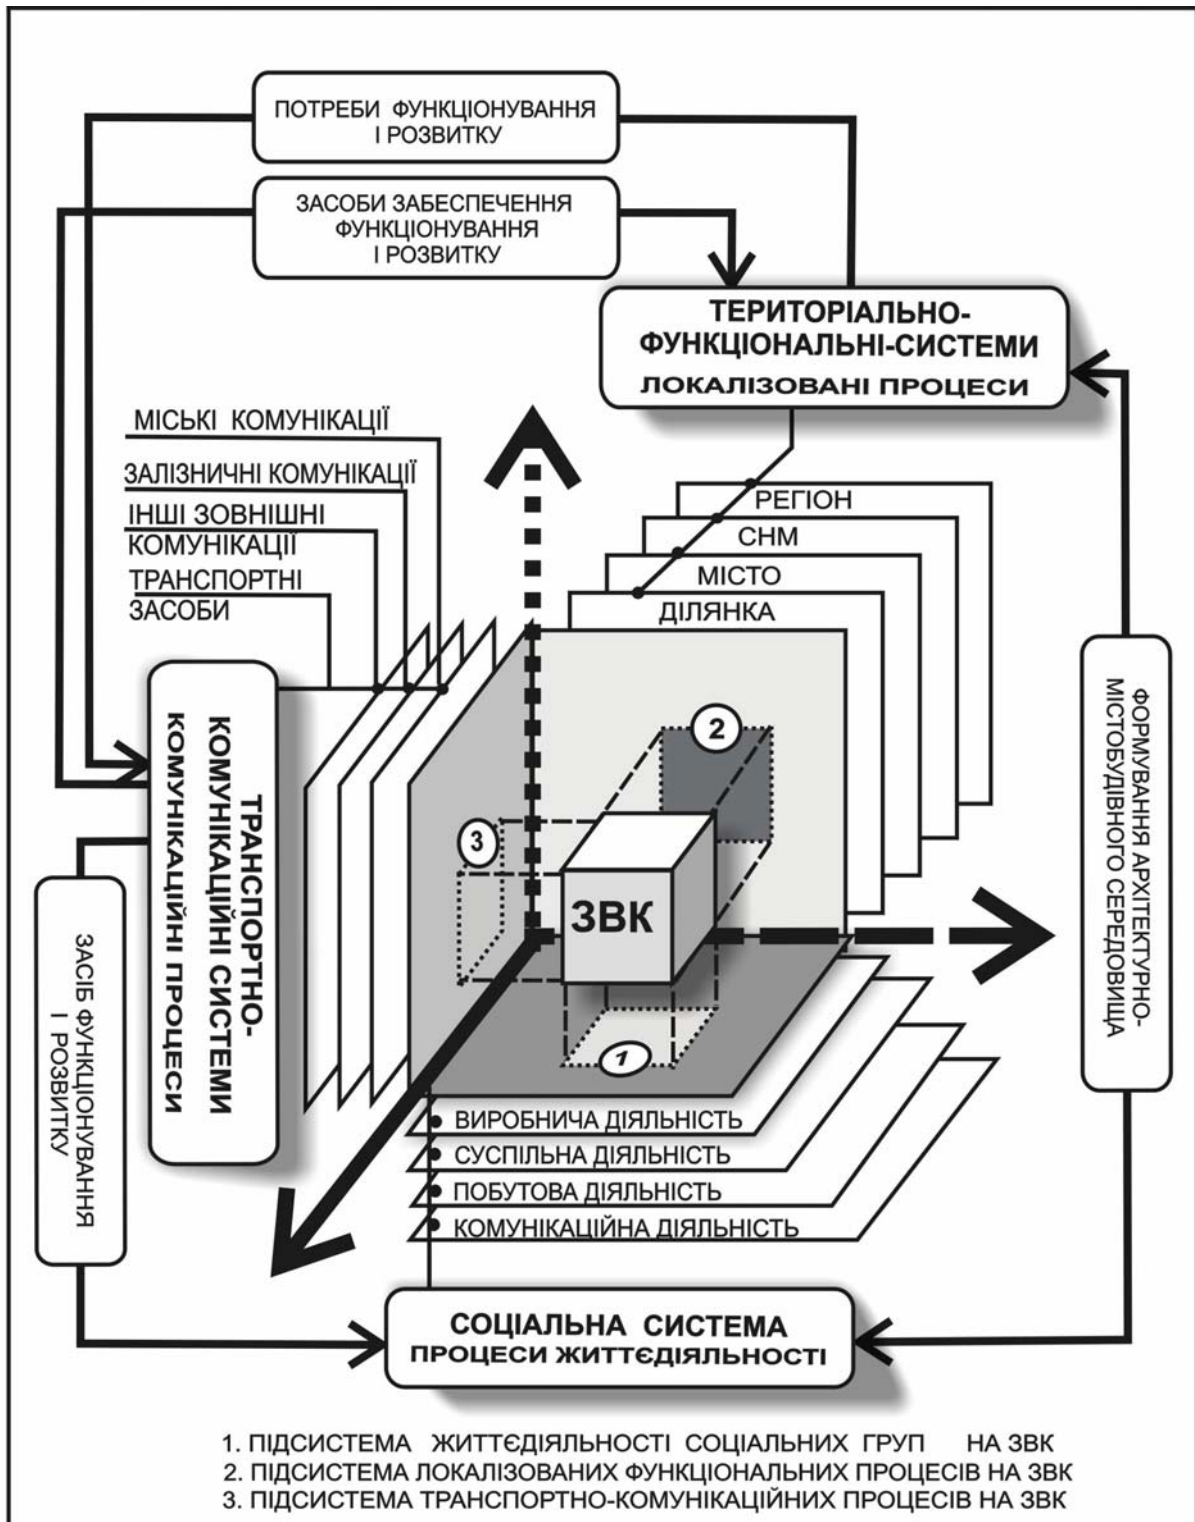 ПОТРЕБИ ФУНКЦІОНУВАННЯ
І РОЗВИТКУ
ЗАСОБИ ЗАБЕСПЕЧЕННЯ
ФУНКЦІОНУВАННЯ
І РОЗВИТКУ
ТЕРИТОРІАЛЬНО-
ФУНКЦІОНАЛЬНІ-СИСТЕМИ
ЛОКАЛІЗОВАНІ ПРОЦЕСИ
МІСЬКІ КОМУНІКАЦІЇ
ЗАЛІЗНИЧНІ КОМУНІКАЦІЇ
ІНШІ ЗОВНІШНІ
КОМУНІКАЦІЇ
ТРАНСПОРТНІ
ЗАСОБИ
РЕГІОН
СНМ
МІСТО
ДІЛЯНКА
ТРАНСПОРТНО-
КОМУНІКАЦІЙНІ СИСТЕМИ
КОМУНІКАЦІЙНІ ПРОЦЕСИ
2
3
ЗВК
1
ФОРМУВАННЯ АРХІТЕКТУРНО-
МІСТОБУДІВНОГО СЕРЕДОВИЩА
ЗАСІБ ФУНКЦІОНУВАННЯ
І РОЗВИТКУ
ВИРОБНИЧА ДІЯЛЬНІСТЬ
СУСПІЛЬНА ДІЯЛЬНІСТЬ
ПОБУТОВА ДІЯЛЬНІСТЬ
КОМУНІКАЦІЙНА ДІЯЛЬНІСТЬ
СОЦІАЛЬНА СИСТЕМА
ПРОЦЕСИ ЖИТТЄДІЯЛЬНОСТІ
1. ПІДСИСТЕМА ЖИТТЄДІЯЛЬНОСТІ СОЦІАЛЬНИХ ГРУП НА ЗВК
2. ПІДСИСТЕМА ЛОКАЛІЗОВАНИХ ФУНКЦІОНАЛЬНИХ ПРОЦЕСІВ НА ЗВК
3. ПІДСИСТЕМА ТРАНСПОРТНО-КОМУНІКАЦІЙНИХ ПРОЦЕСІВ НА ЗВК